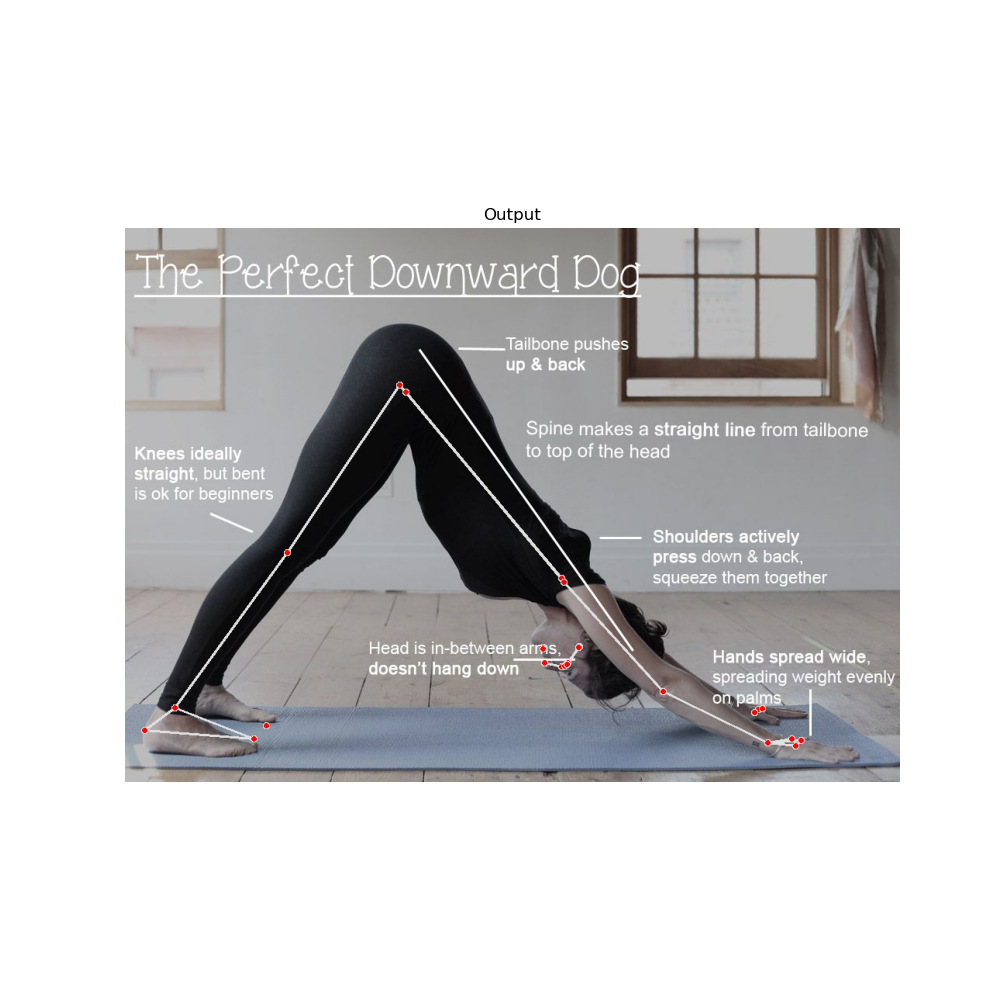 Output
The Perfect Downward Dog
Tailbone pushes
up & back
Spine makes a straight line from tailbone
to top of the head
Knees ideally
straight, but bent
is ok for beginners
Shoulders actively
press down & back,
squeeze them together
Head is in-between arms,
doesn't hang down
Hands spread wide,
spreading weight evenly
on palms